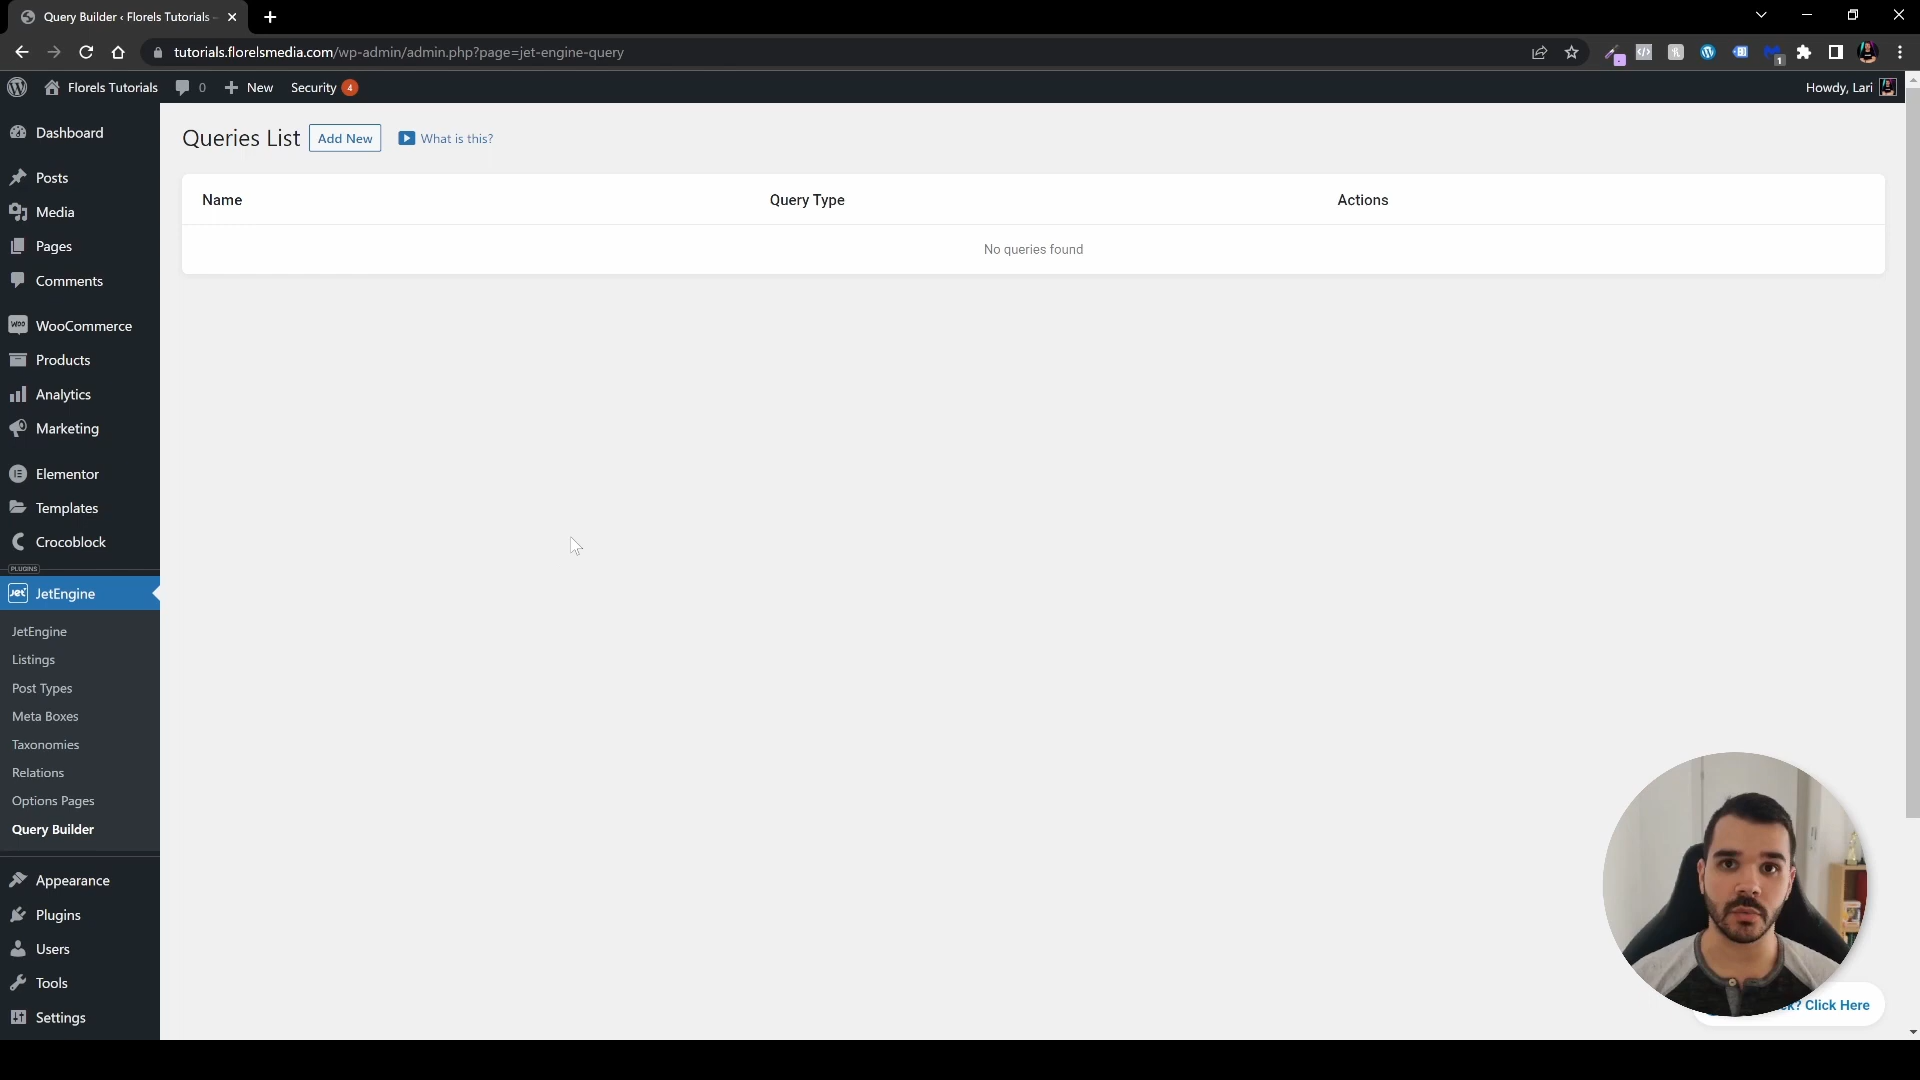 Query Builder ‹ Florels Tutorials
tutorials.florelsmedia.com/wp-admin/admin.php?page=jet-engine-query
1
Florels Tutorials
0
New
Security 4
Howdy, Lari
Dashboard
Posts
Media
Pages
Comments
WooCommerce
Products
Analytics
Marketing
Elementor
Templates
Crocoblock
PLUGINS
JetEngine
JetEngine
Listings
Post Types
Meta Boxes
Taxonomies
Relations
Options Pages
Query Builder
Appearance
Plugins
Users
Tools
Settings
Queries List
Add New
What is this?
Name
Query Type
Actions
No queries found
? Click Here